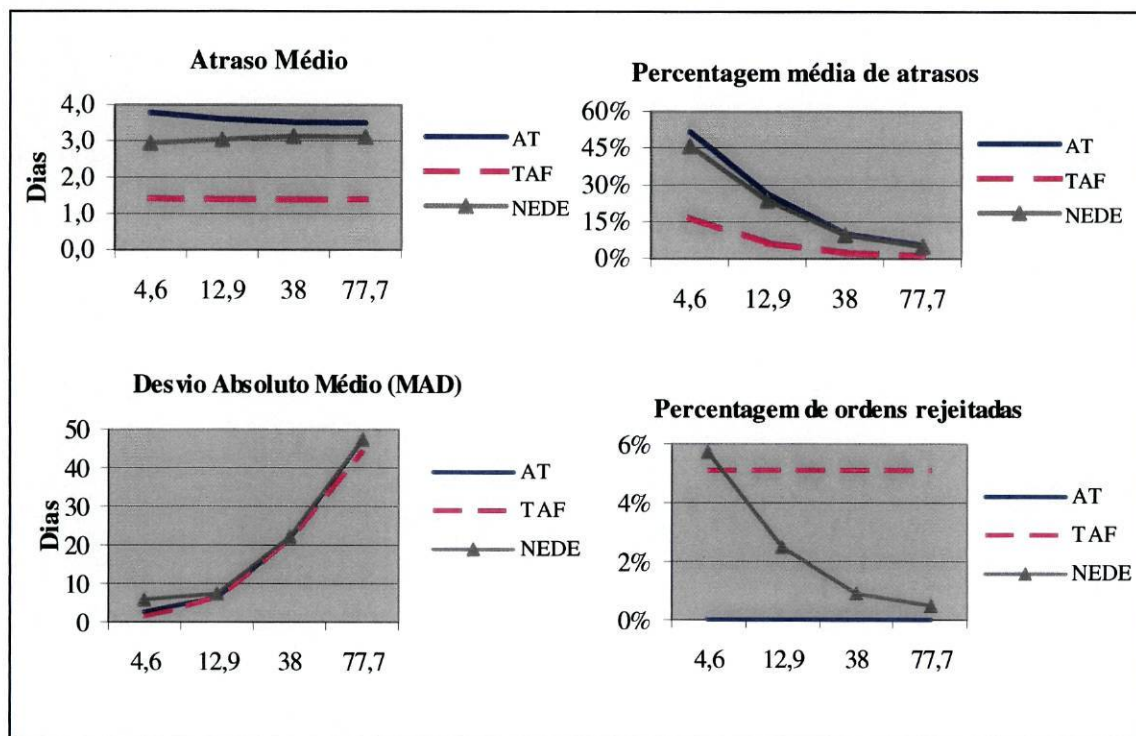 Atraso Médio
Dias
4,0
3,0
2,0
1,0
0,0
4,6 12,9 38 77,7
AT
TAF
NEDE
Percentagem média de atrasos
60%
45%
30%
15%
0%
4,6 12,9 38 77,7
AT
TAF
NEDE
Desvio Absoluto Médio (MAD)
Dias
50
40
30
20
10
0
4,6 12,9 38 77,7
AT
TAF
NEDE
Percentagem de ordens rejeitadas
6%
4%
2%
0%
4,6 12,9 38 77,7
AT
TAF
NEDE